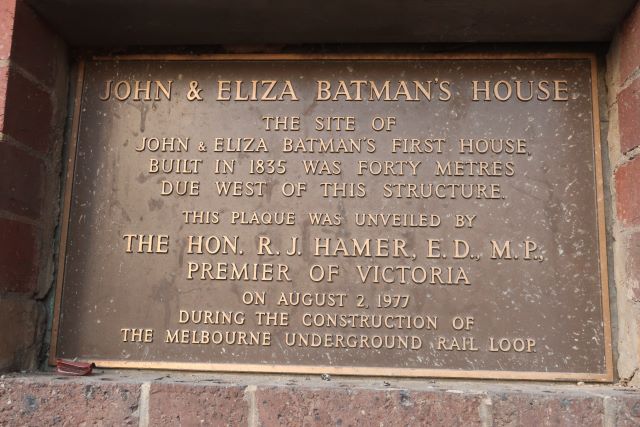 JOHN & ELIZA BATMAN'S HOUSE
THE SITE OF
JOHN & ELIZA BATMAN'S FIRST HOUSE,
BUILT IN 1835 WAS FORTY METRES
DUE WEST OF THIS STRUCTURE.
THIS PLAQUE WAS UNVEILED BY
THE HON. R.J. HAMER, E.D., M.P.,
PREMIER OF VICTORIA
ON AUGUST 2, 1977
DURING THE CONSTRUCTION OF
THE MELBOURNE UNDERGROUND RAIL LOOP.